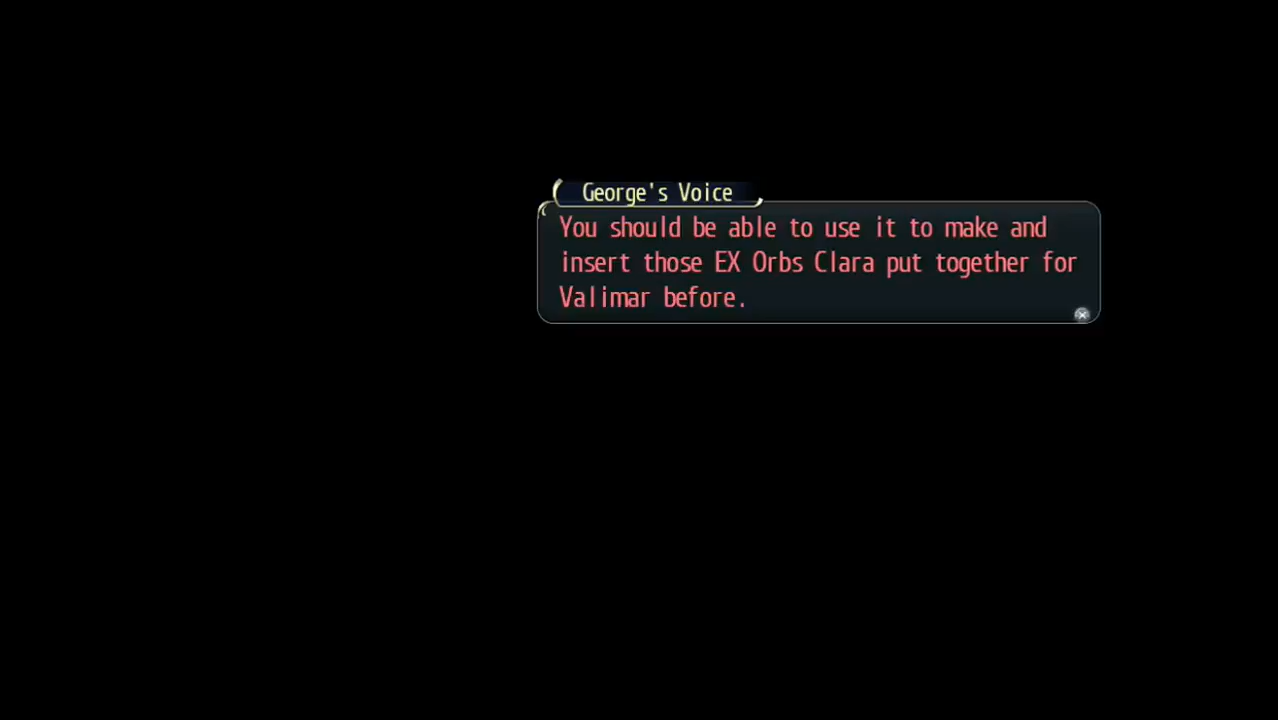 George's Voice
You should be able to use it to make and
insert those EX Orbs Clara put together for
Valimar before.